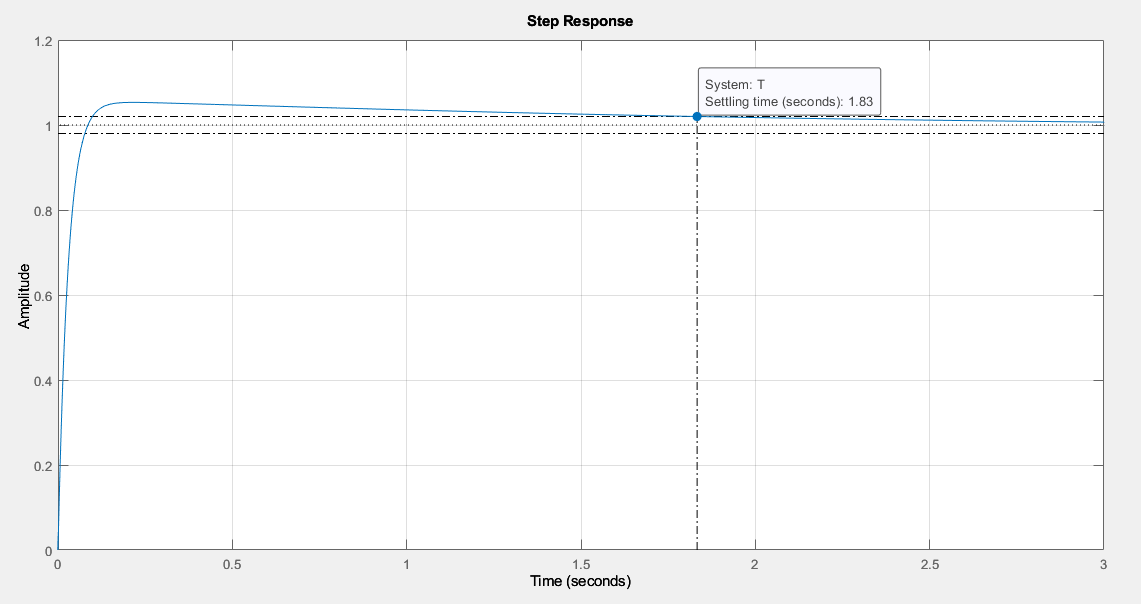 Step Response
System: T
Settling time (seconds): 1.83
Amplitude
1.2
1
0.8
0.6
0.4
0.2
0
0 0.5 1 1.5 2 2.5 3
Time (seconds)